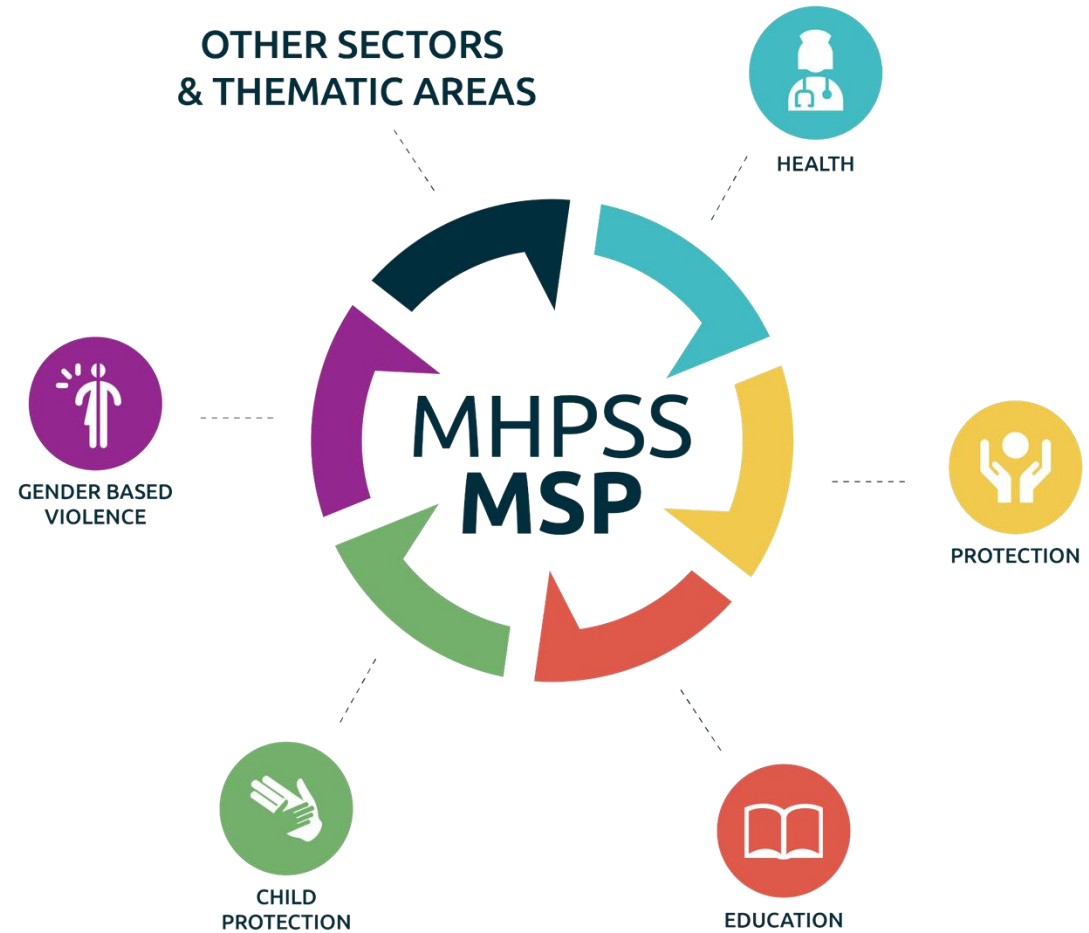 OTHER SECTORS
& THEMATIC AREAS
HEALTH
MHPSS
MSP
GENDER BASED
VIOLENCE
PROTECTION
CHILD
PROTECTION
EDUCATION